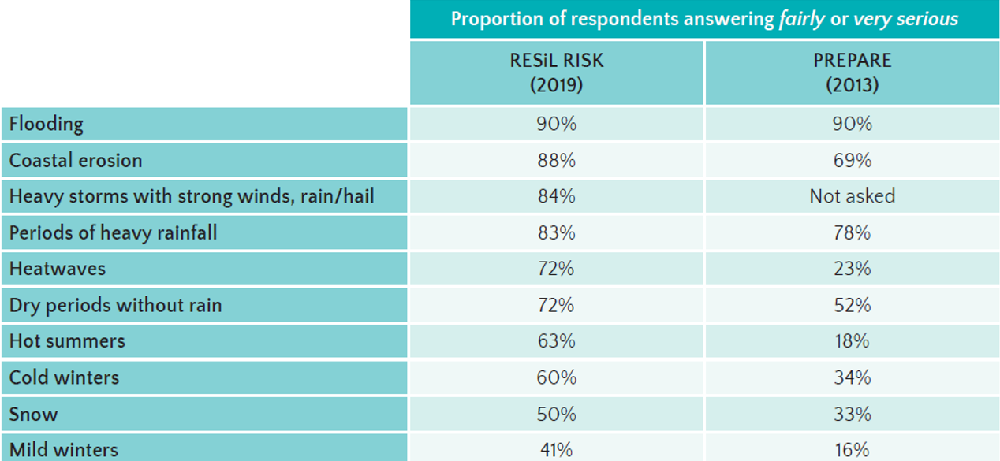 Proportion of respondents answering fairly or very serious
RESiL RISK PREPARE
(2019) (2013)
Flooding 90% 90%
Coastal erosion 88% 69%
Heavy storms with strong winds, rain/hail 84% Not asked
Periods of heavy rainfall 83% 78%
Heatwaves 72% 23%
Dry periods without rain 72% 52%
Hot summers 63% 18%
Cold winters 60% 34%
Snow 50% 33%
Mild winters 41% 16%